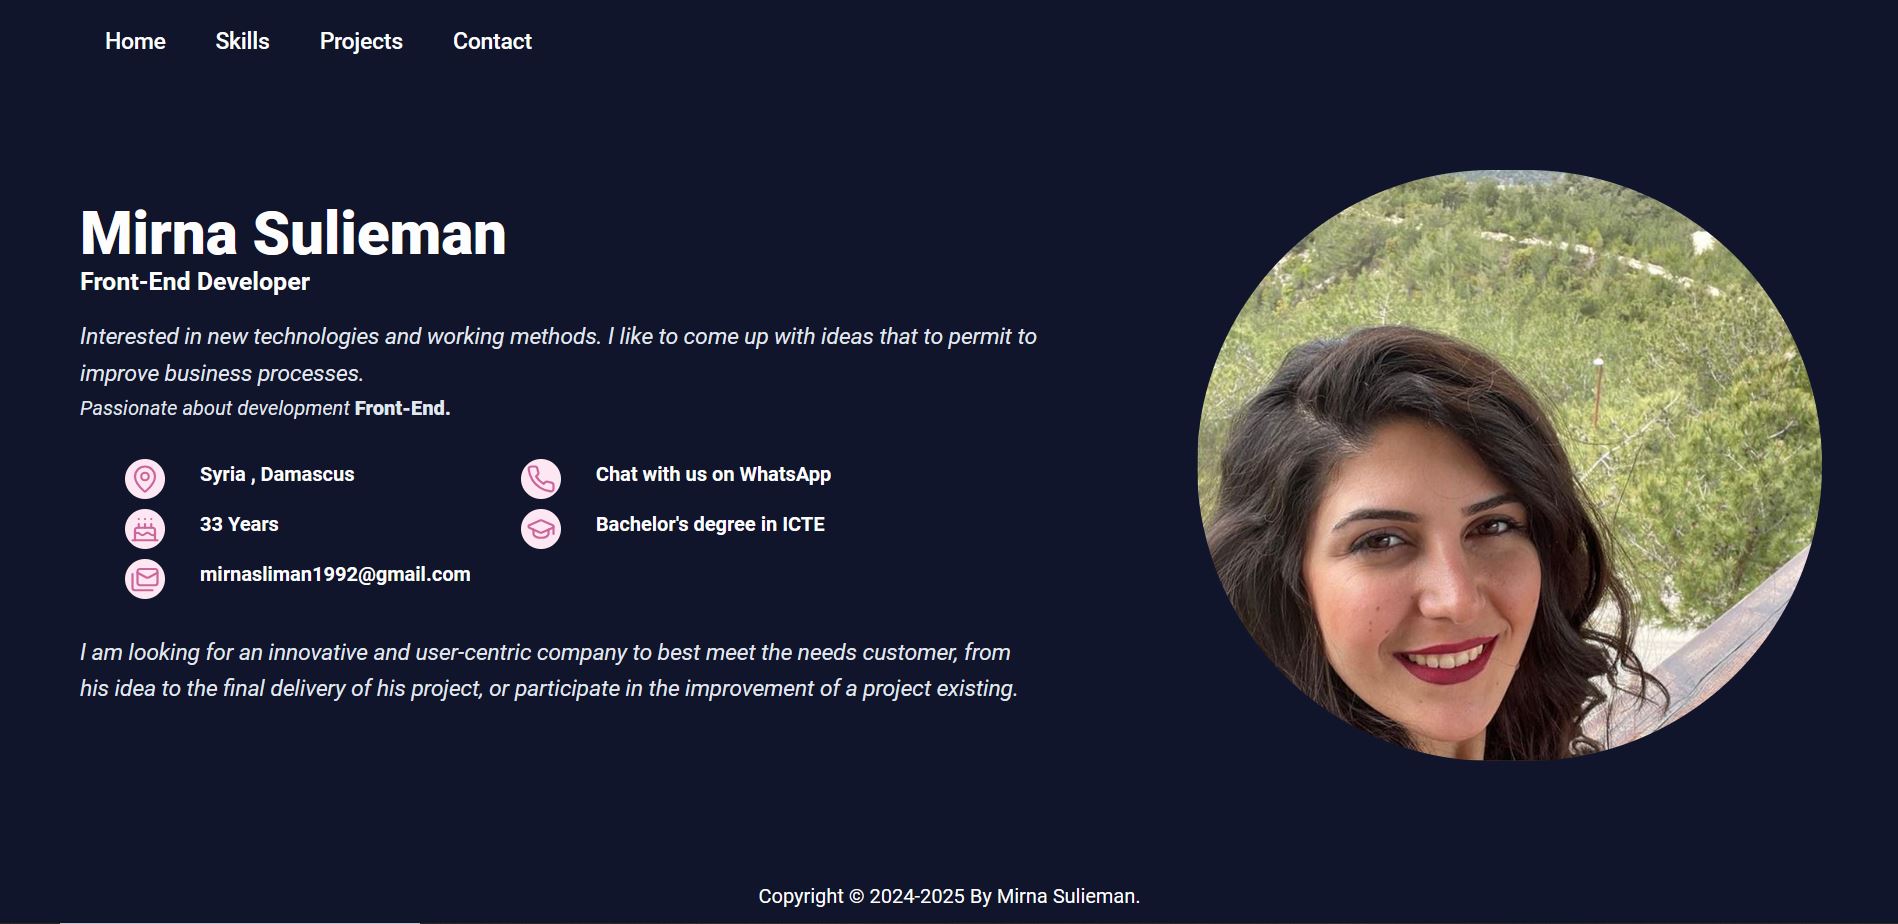 Home Skills Projects Contact
Mirna Sulieman
Front-End Developer
Interested in new technologies and working methods. I like to come up with ideas that to permit to
improve business processes.
Passionate about development Front-End.
Syria , Damascus
Chat with us on WhatsApp
33 Years
Bachelor's degree in ICTE
mirnasliman1992@gmail.com
I am looking for an innovative and user-centric company to best meet the needs customer, from
his idea to the final delivery of his project, or participate in the improvement of a project existing.
Copyright © 2024-2025 By Mirna Sulieman.